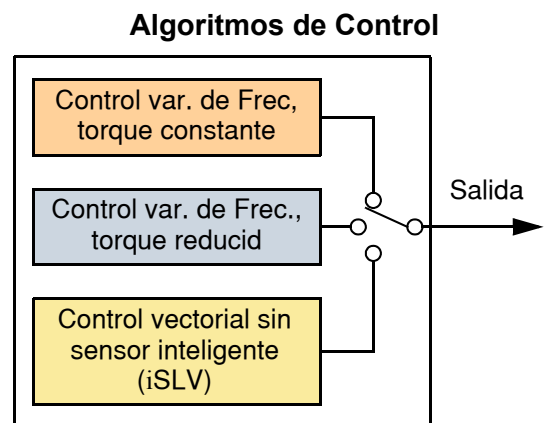 Algoritmos de Control
Control var. de Frec,
torque constante
Salida
Control var. de Frec.,
torque reducid
Control vectorial sin
sensor inteligente
(iSLV)